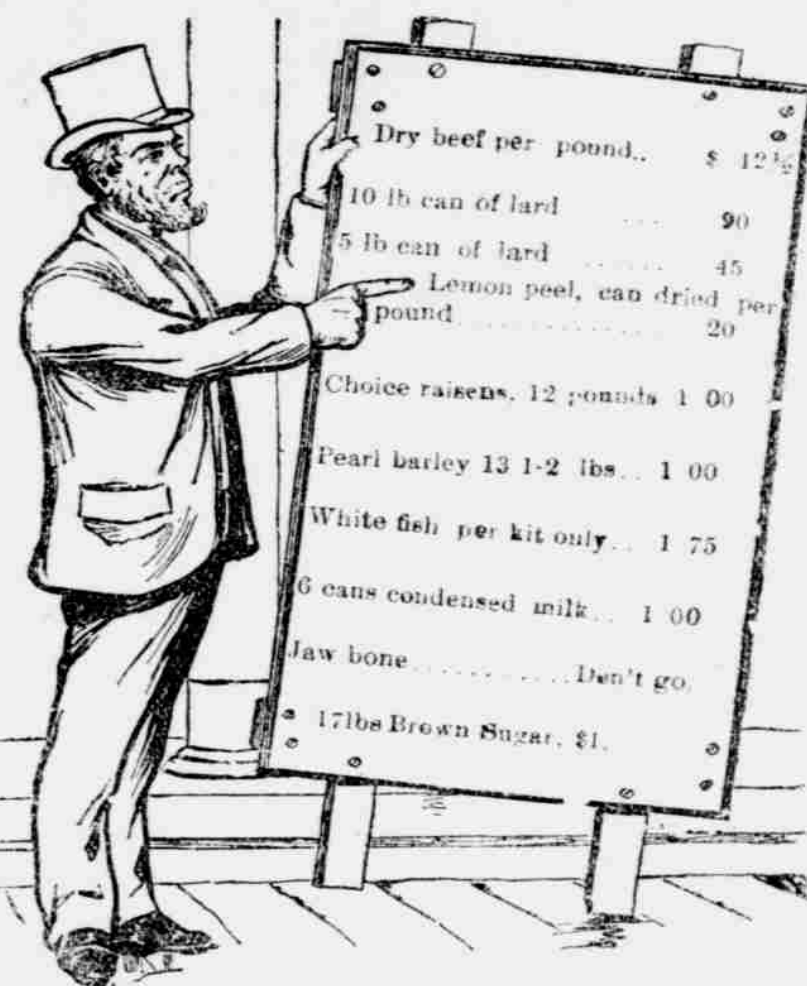 Dry beef per pound.. $ 12½
10 lb can of lard ... 90
5 lb can of lard ...... 45
Lemon peel, can dried per
pound ............... 20
Choice raisens, 12 pounds 1 00
Pearl barley 13 1-2 lbs.. 1 00
White fish per kit only.. 1 75
6 cans condensed milk.. 1 00
Jaw bone ............ Den't go.
17lbs Brown Sugar, $1.